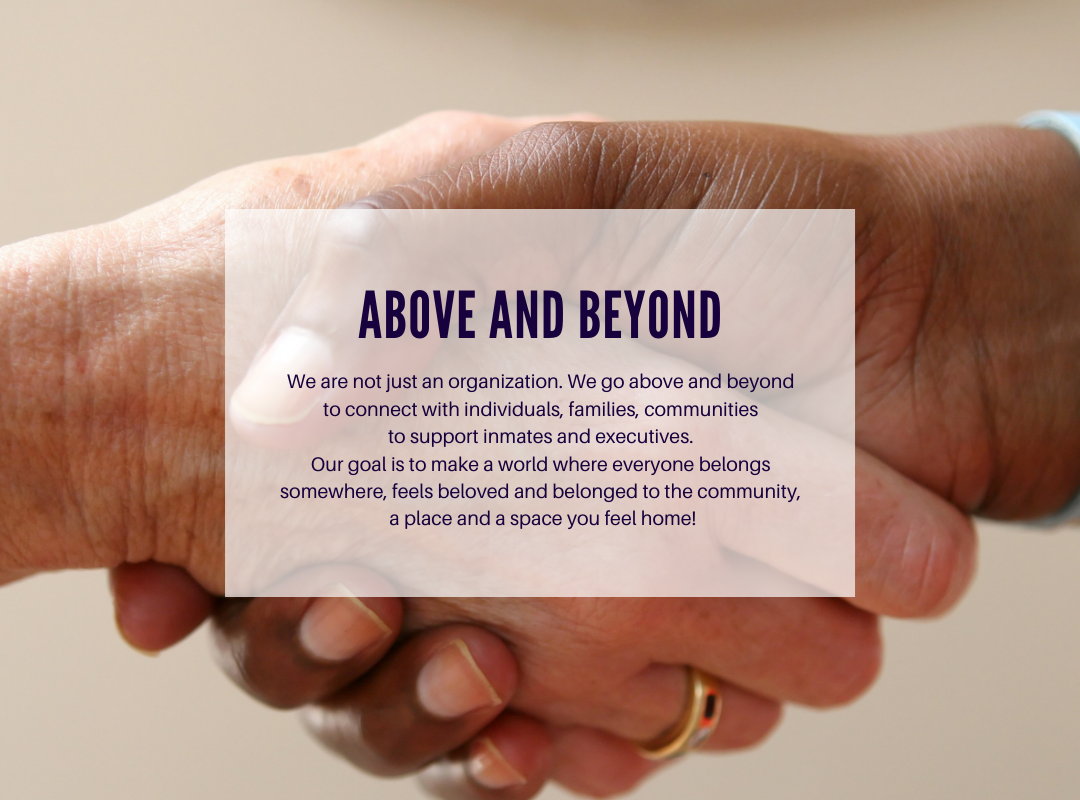 ABOVE AND BEYOND
We are not just an organization. We go above and beyond
to connect with individuals, families, communities
to support inmates and executives.
Our goal is to make a world where everyone belongs
somewhere, feels beloved and belonged to the community,
a place and a space you feel home!